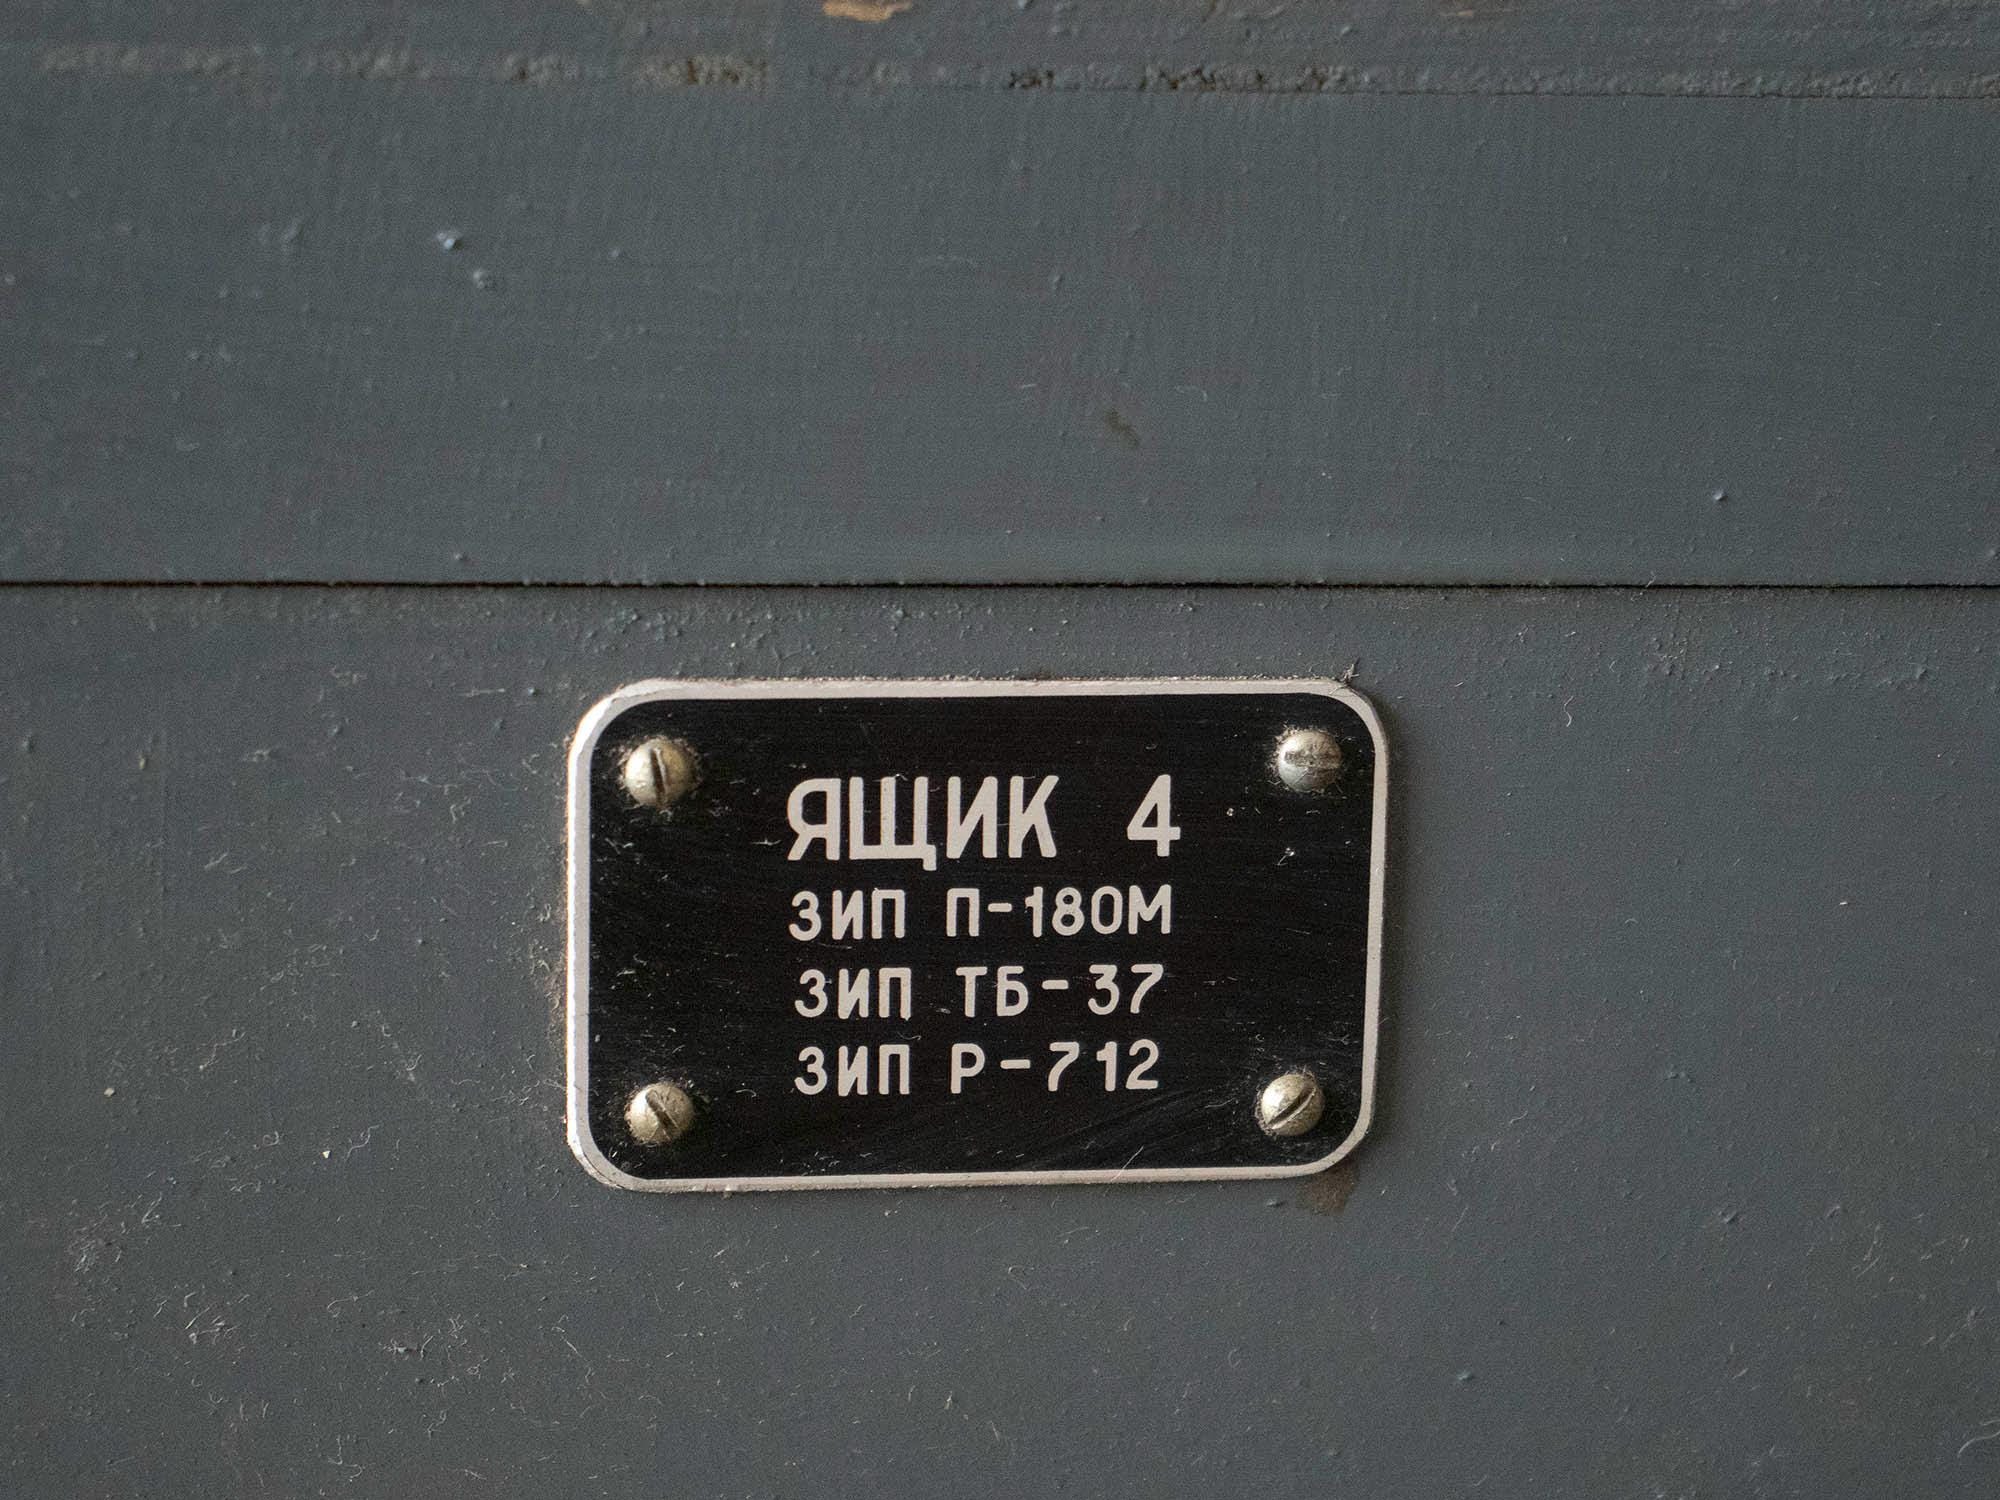 ЯЩИК 4
ЗИП П-180М
ЗИП ТБ-37
ЗИП Р-712